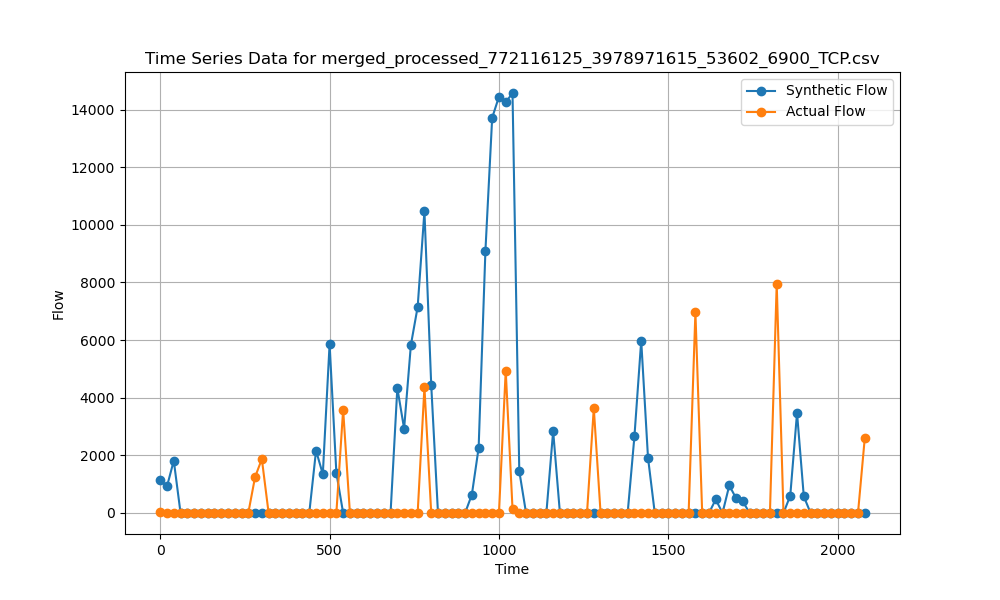 Time Series Data for merged_processed_772116125_3978971615_53602_6900_TCP.csv
Synthetic Flow
Actual Flow
14000
12000
10000
8000
6000
4000
2000
0
Flow
0 500 1000 1500 2000
Time